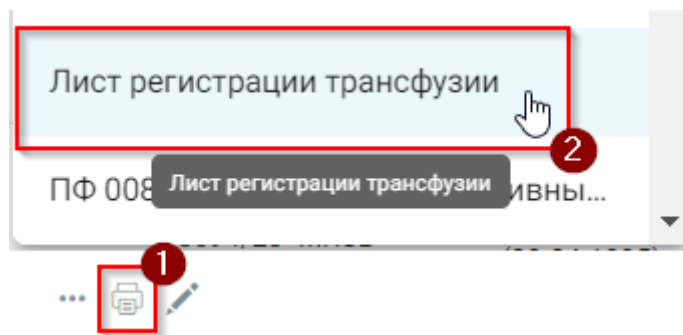 Лист регистрации трансфузии
2
ПФ 008
Лист регистрации трансфузии
ивны...
1